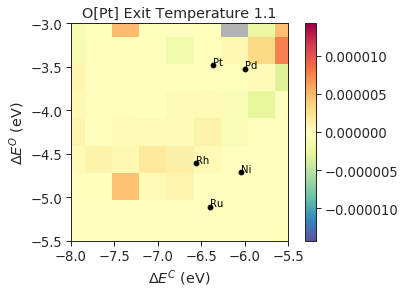 O[Pt] Exit Temperature 1.1
−3.0
−3.5
−4.0
−4.5
−5.0
−5.5
ΔE^O (eV)
Pt
Pd
Rh
Ni
Ru
−8.0 −7.5 −7.0 −6.5 −6.0 −5.5
ΔE^C (eV)
0.000010
0.000005
0.000000
−0.000005
−0.000010